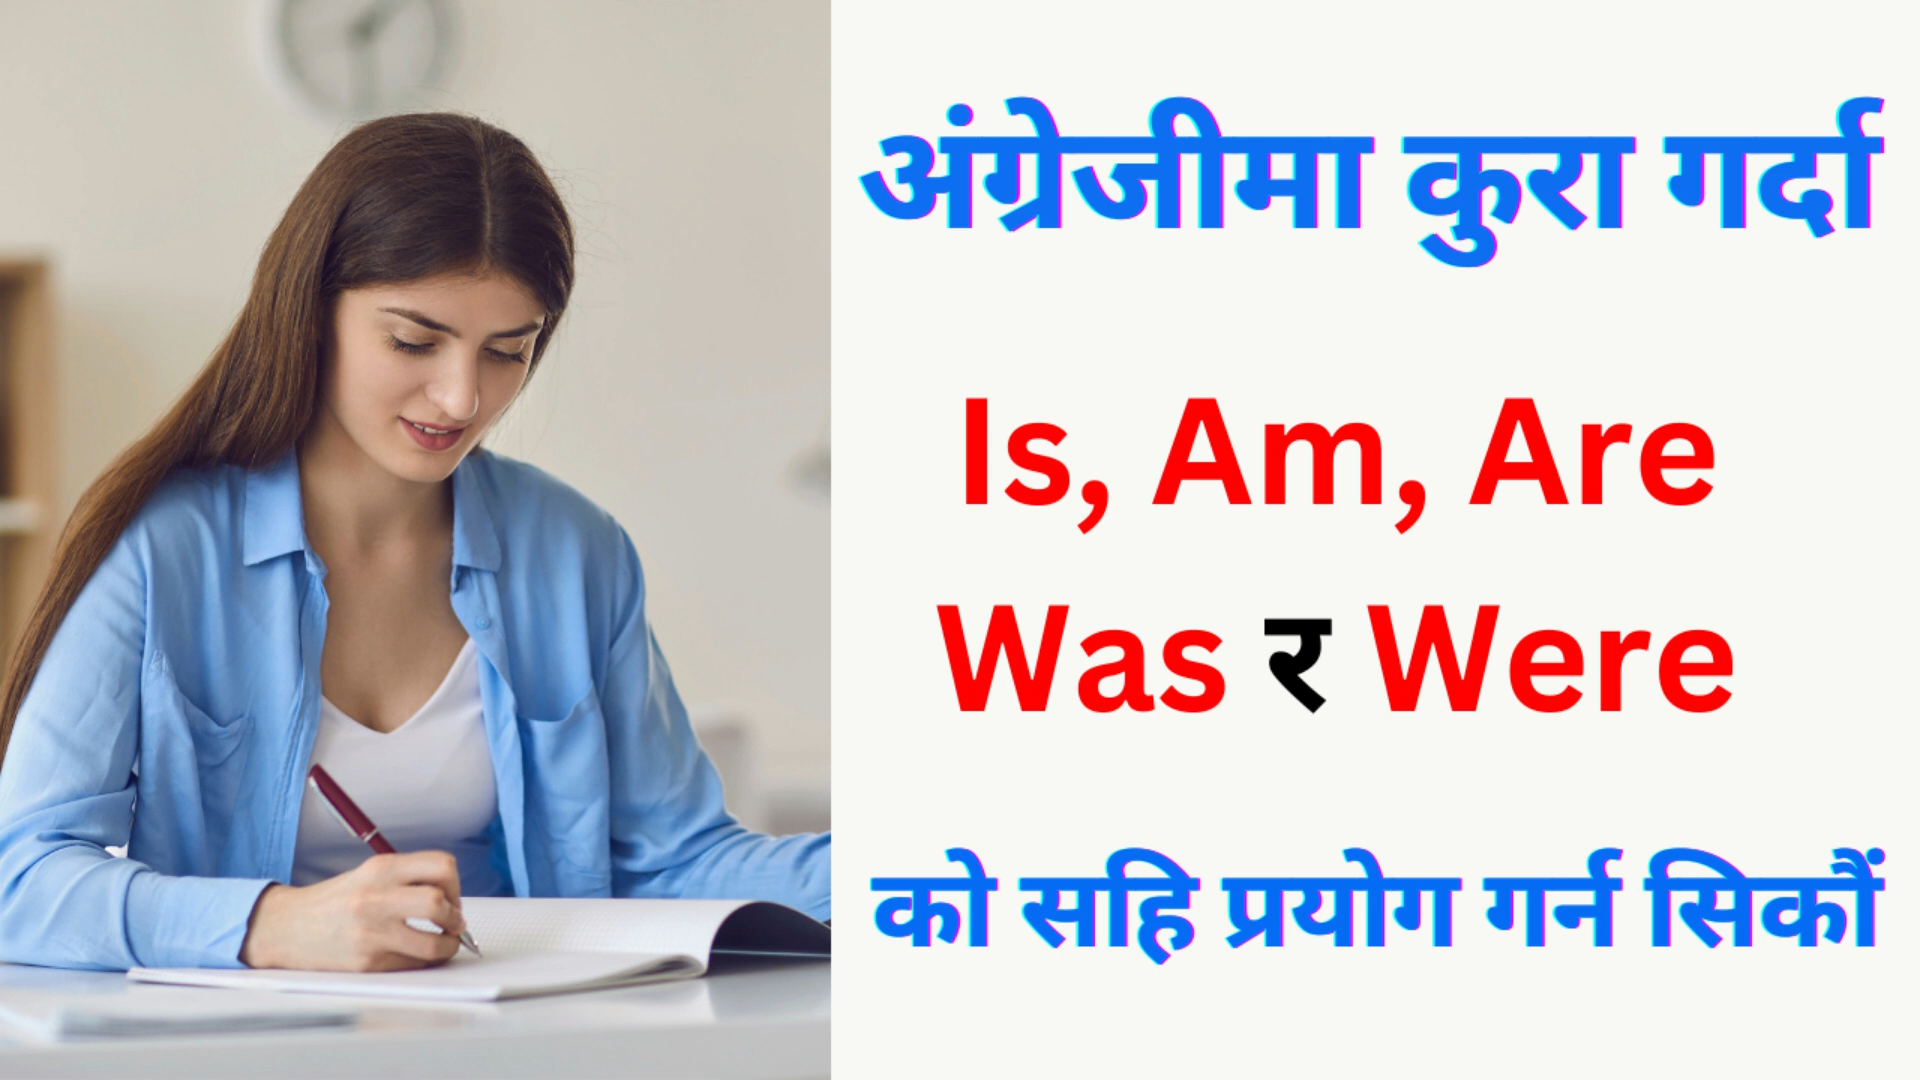 अंग्रेजीमा कुरा गर्दा
Is, Am, Are
Was र Were
को सहि प्रयोग गर्न सिकौं